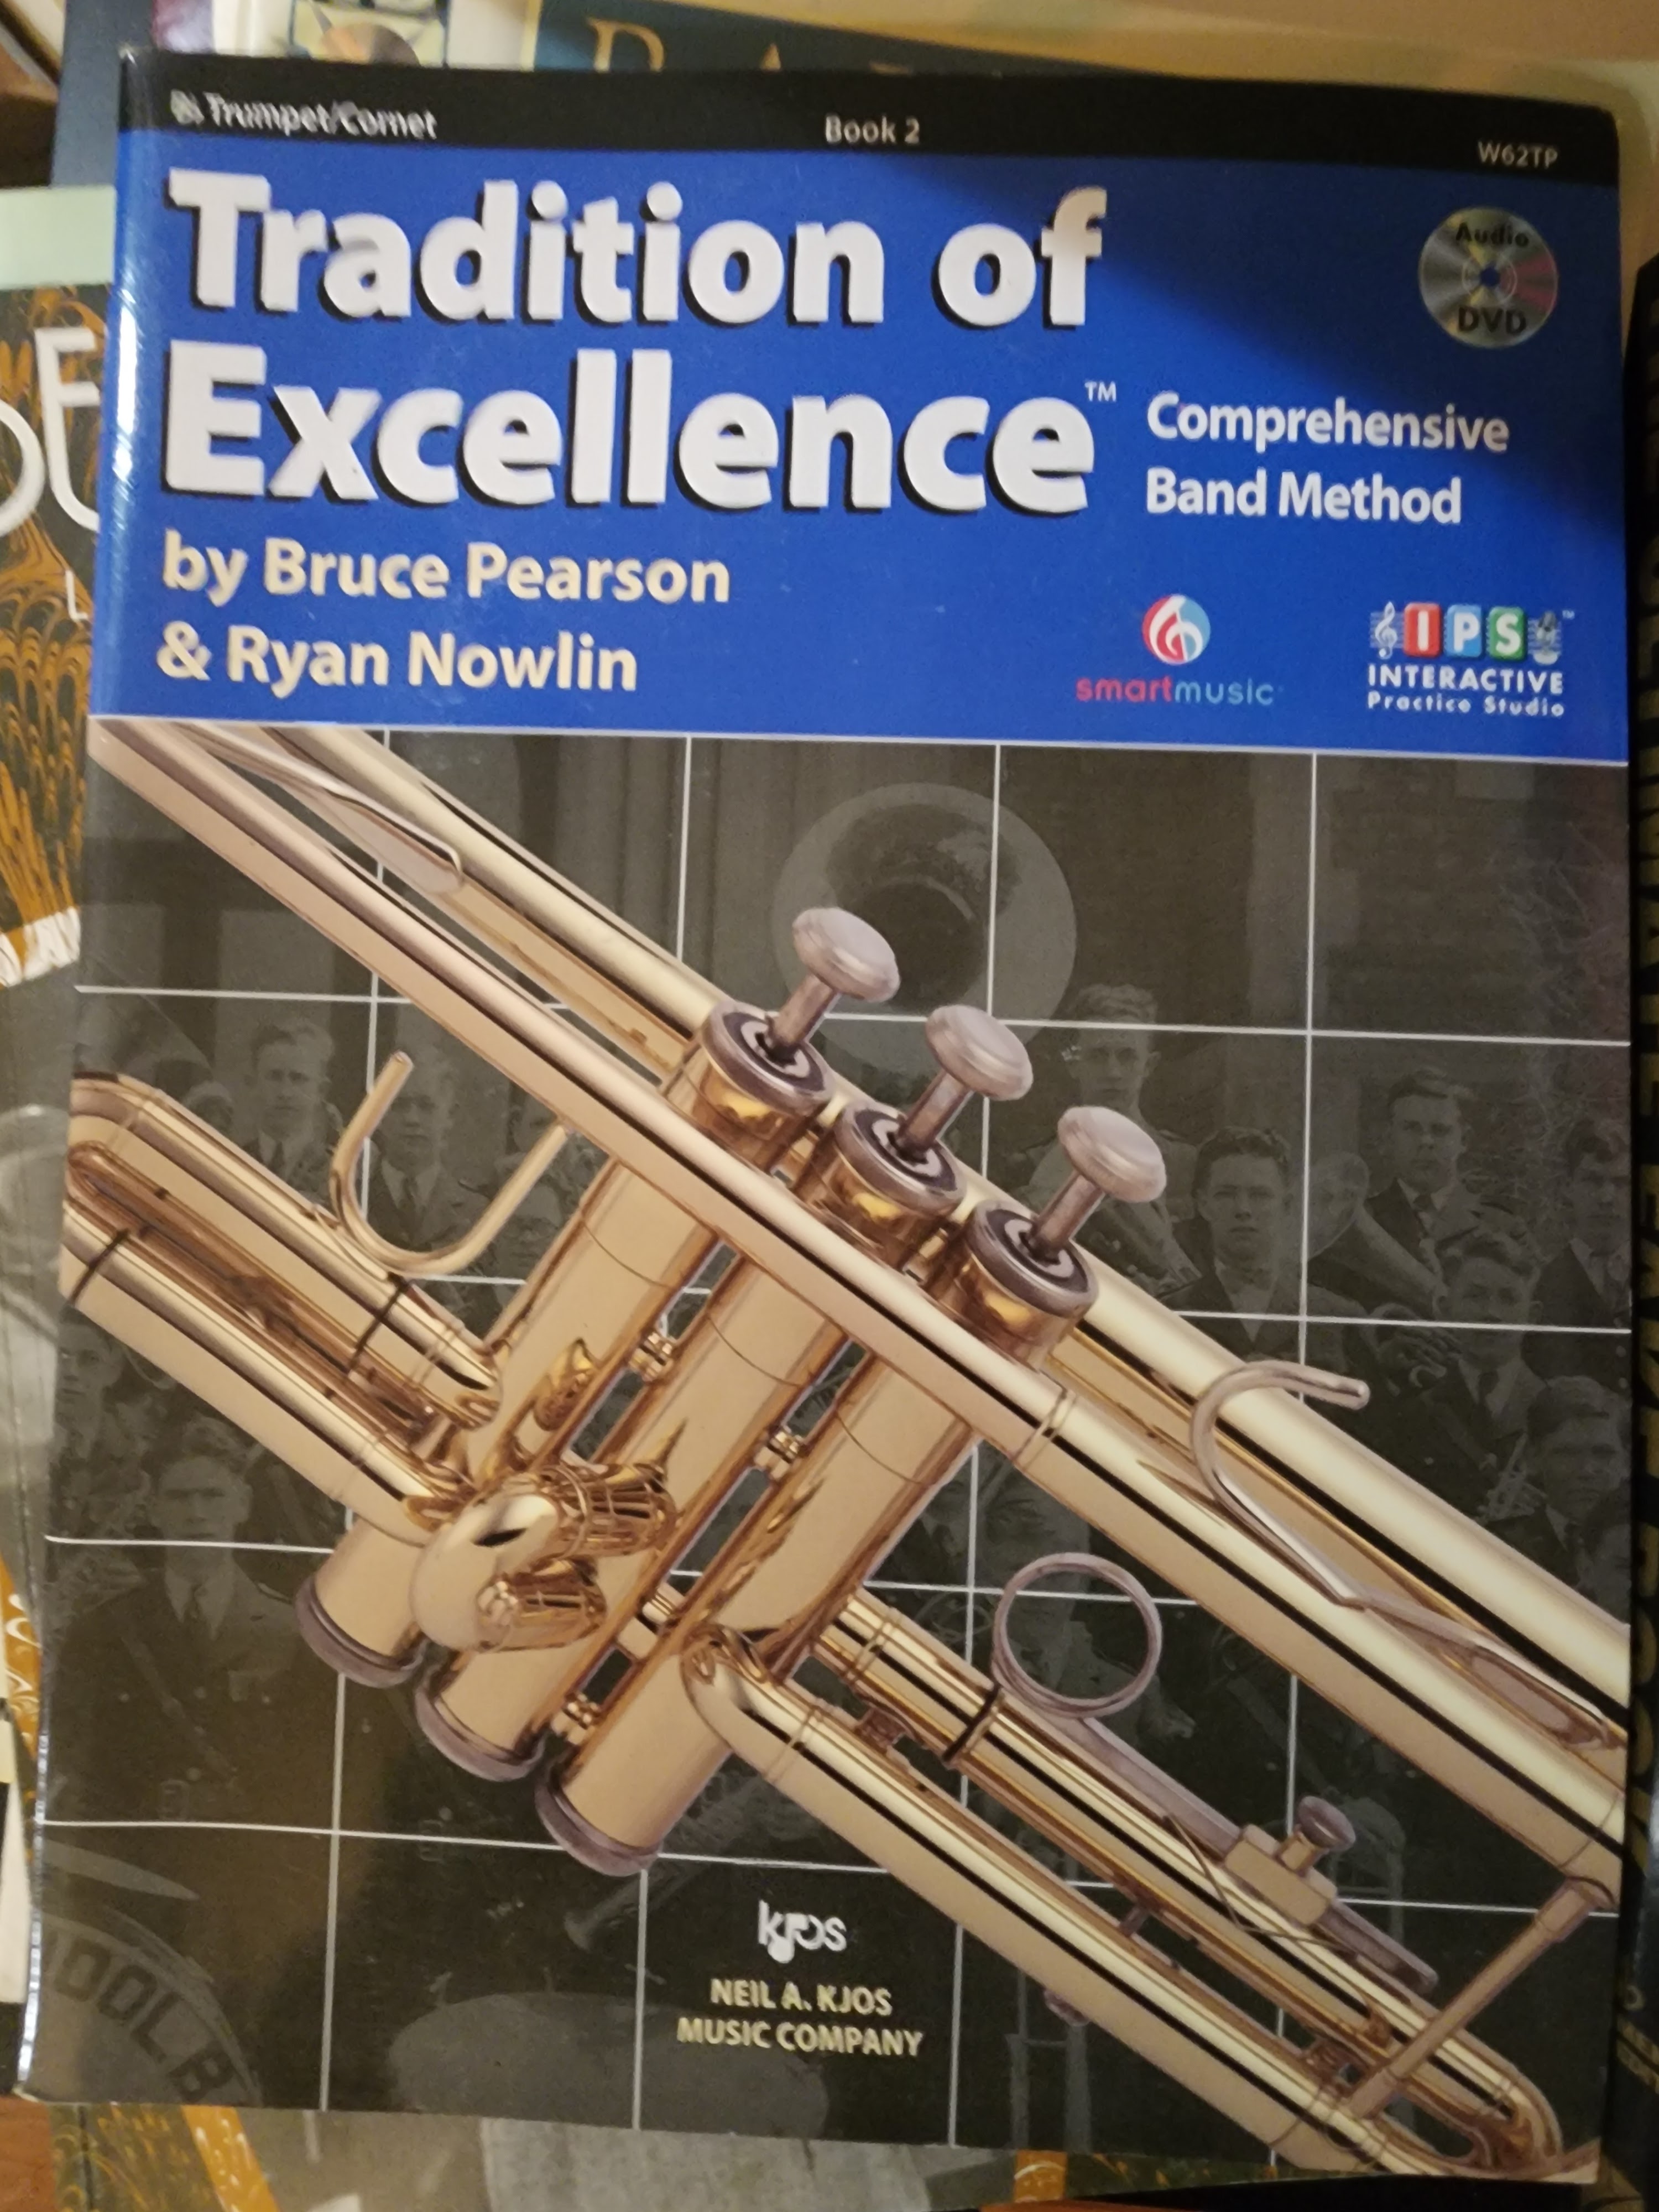 B♭ Trumpet/Cornet
Book 2
W62TP
Tradition of
Excellence™
Comprehensive
Band Method
Audio
DVD
by Bruce Pearson
& Ryan Nowlin
smartmusic
IPS™
INTERACTIVE
Practice Studio
kjos
NEIL A. KJOS
MUSIC COMPANY